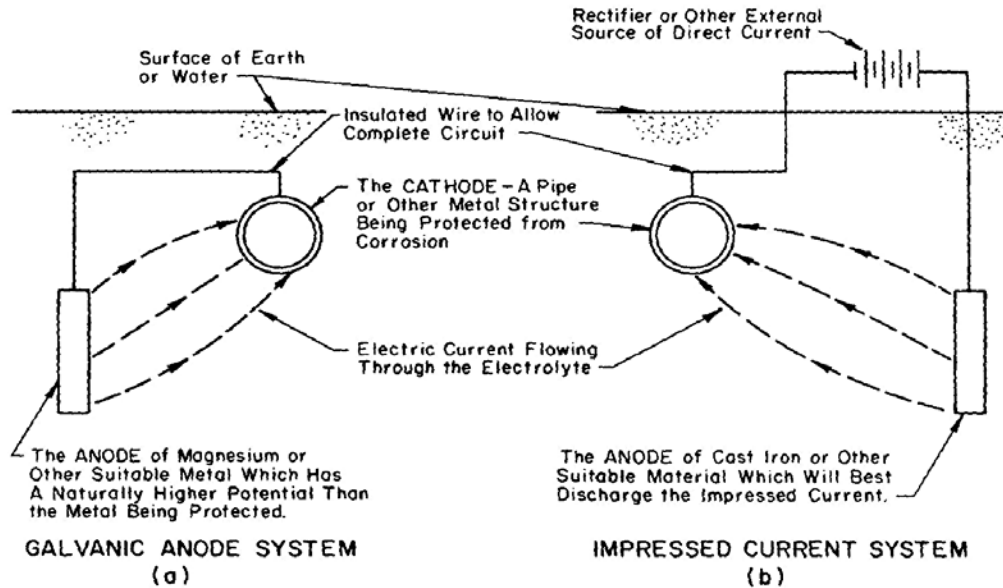 Rectifier or Other External
Source of Direct Current
Surface of Earth
or Water
Insulated Wire to Allow
Complete Circuit
The CATHODE – A Pipe
or Other Metal Structure
Being Protected from
Corrosion
Electric Current Flowing
Through the Electrolyte
The ANODE of Magnesium or
Other Suitable Metal Which Has
A Naturally Higher Potential Than
the Metal Being Protected.
The ANODE of Cast Iron or Other
Suitable Material Which Will Best
Discharge the Impressed Current.
GALVANIC ANODE SYSTEM
(a)
IMPRESSED CURRENT SYSTEM
(b)